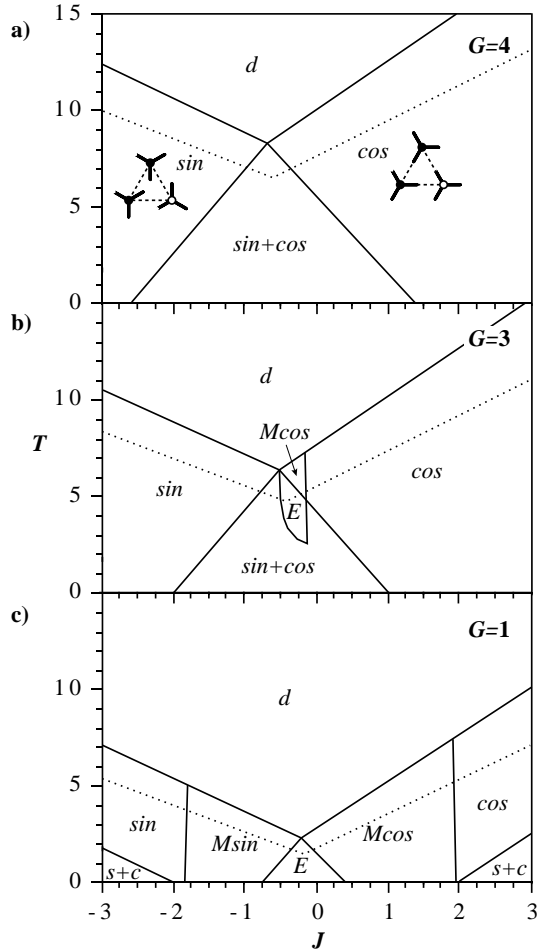 a)
15
d
G=4
10
sin
cos
5
sin+cos
0
b)
G=3
d
10
Mcos
T
sin
cos
5
E
sin+cos
0
c)
G=1
10
d
5
sin
Msin
Mcos
cos
s+c
E
s+c
0
-3 -2 -1 0 1 2 3
J